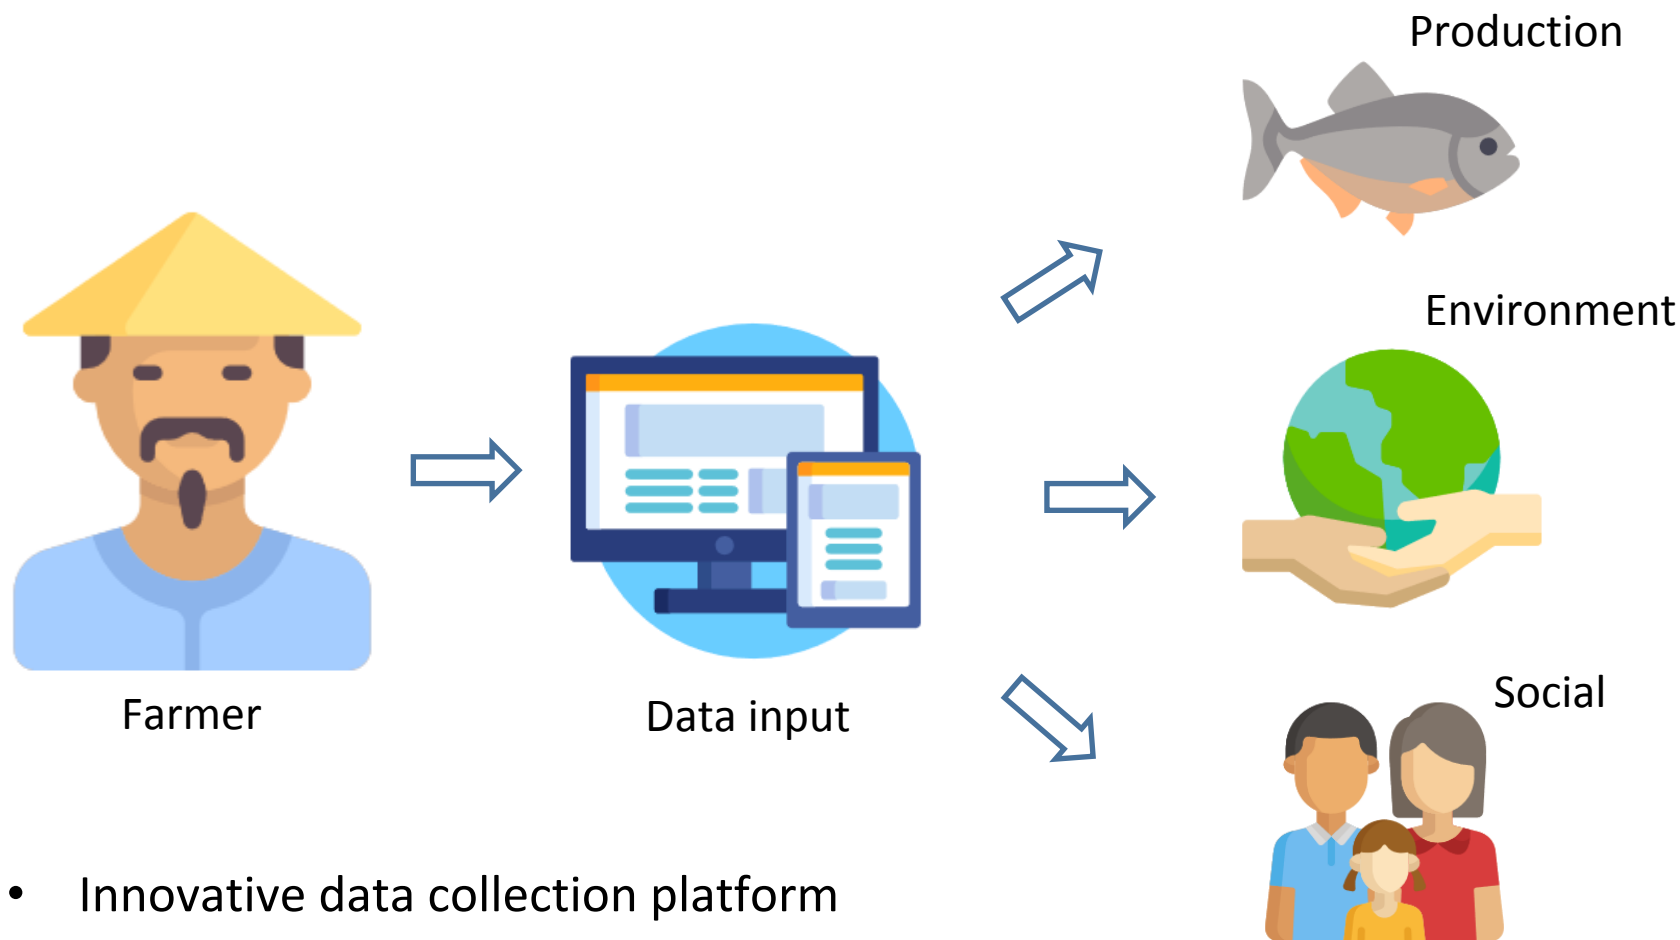 Production
Environment
Social
Farmer
Data input
• Innovative data collection platform